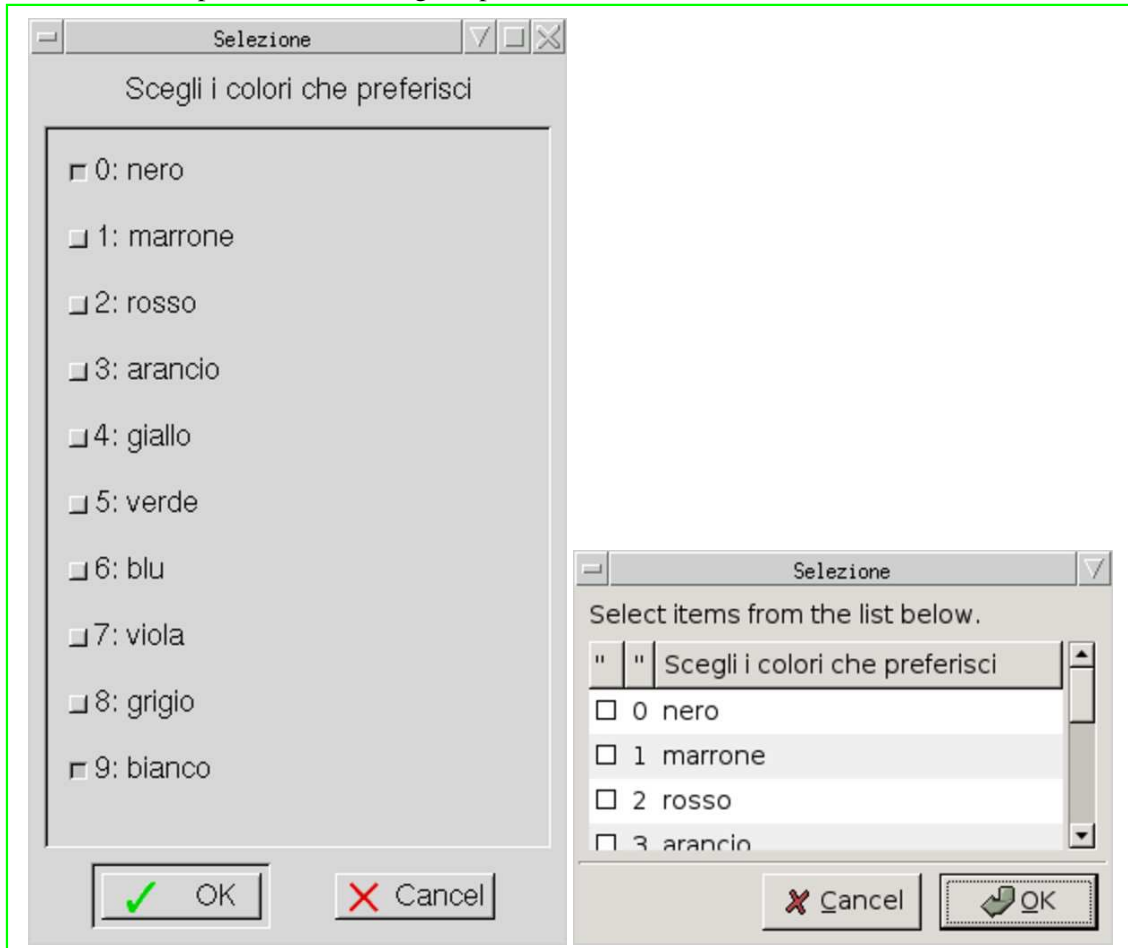 Selezione
Scegli i colori che preferisci
0: nero
1: marrone
2: rosso
3: arancio
4: giallo
5: verde
6: blu
7: viola
8: grigio
9: bianco
OK
Cancel
Selezione
Select items from the list below.
" " Scegli i colori che preferisci
0 nero
1 marrone
2 rosso
3 arancio
Cancel
OK